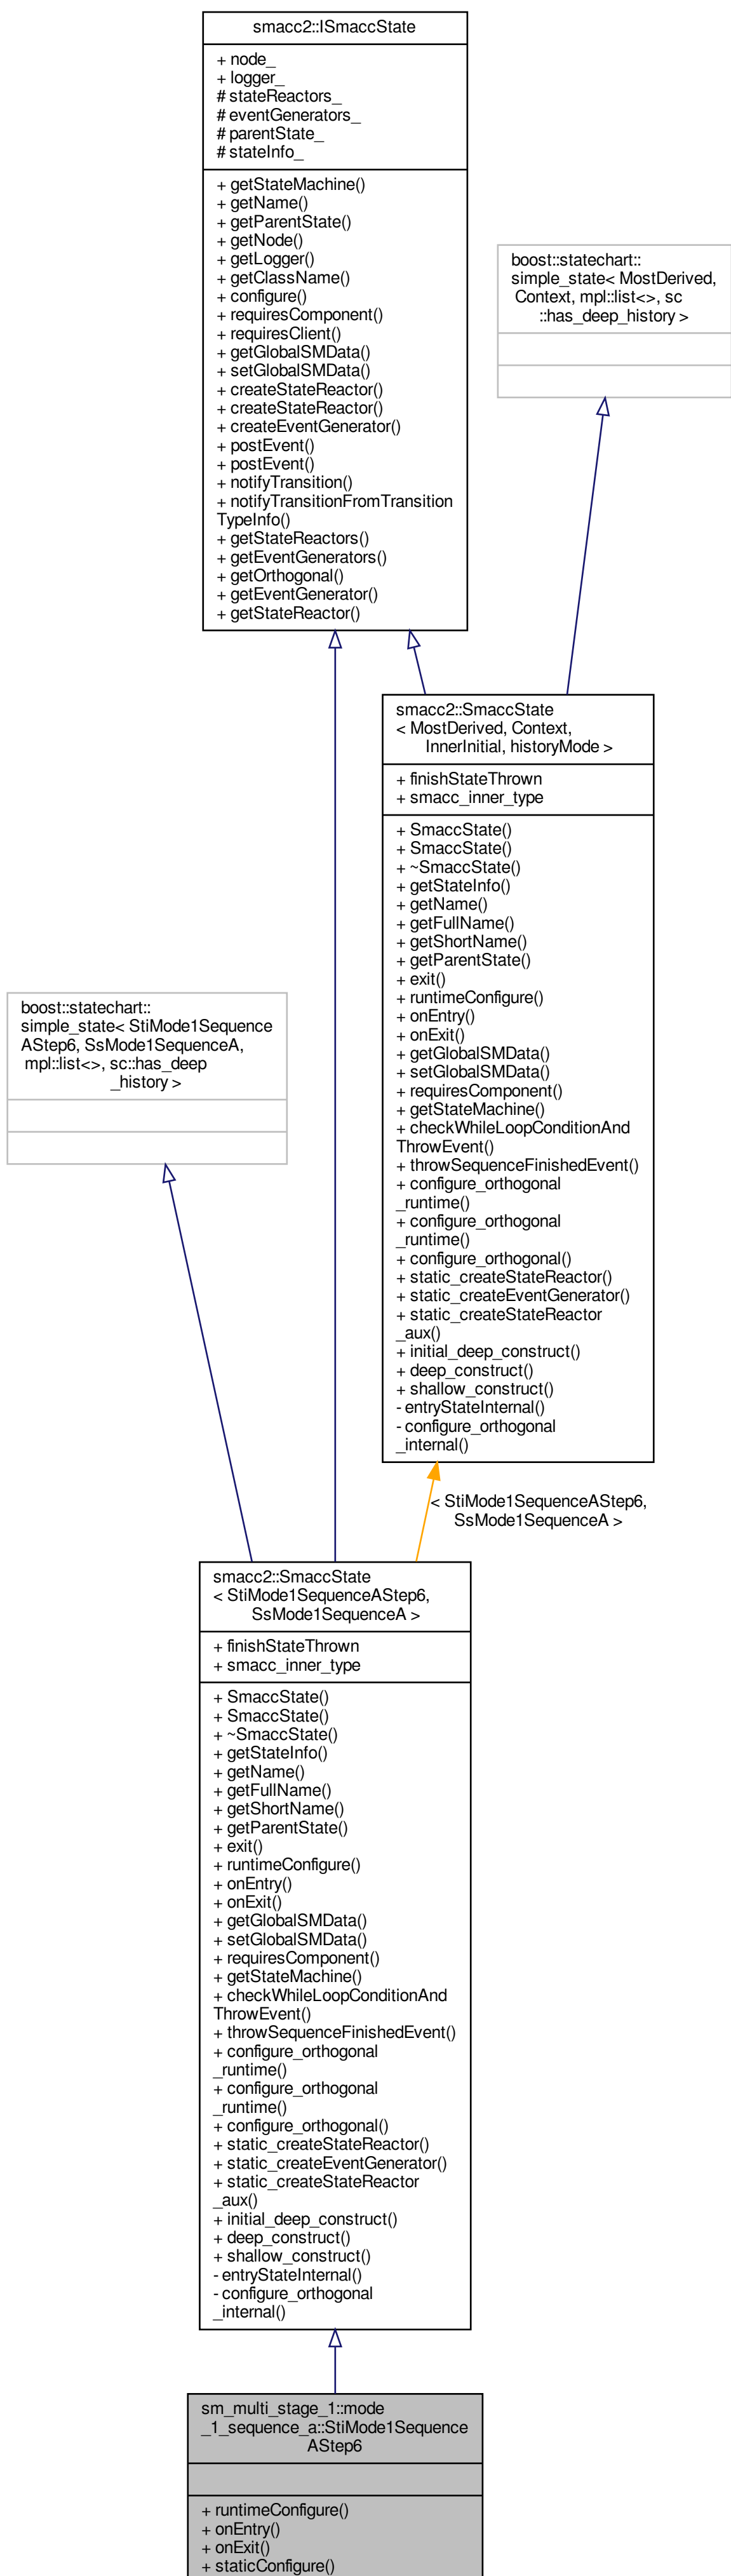 smacc2::ISmaccState
+ node_
+ logger_
# stateReactors_
# eventGenerators_
# parentState_
# stateInfo_
+ getStateMachine()
+ getName()
+ getParentState()
+ getNode()
+ getLogger()
+ getClassName()
+ configure()
+ requiresComponent()
+ requiresClient()
+ getGlobalSMData()
+ setGlobalSMData()
+ createStateReactor()
+ createStateReactor()
+ createEventGenerator()
+ postEvent()
+ postEvent()
+ notifyTransition()
+ notifyTransitionFromTransition
TypeInfo()
+ getStateReactors()
+ getEventGenerators()
+ getOrthogonal()
+ getEventGenerator()
+ getStateReactor()
boost::statechart::
simple_state< MostDerived,
Context, mpl::list<>, sc
::has_deep_history >
smacc2::SmaccState
< MostDerived, Context,
InnerInitial, historyMode >
+ finishStateThrown
+ smacc_inner_type
+ SmaccState()
+ SmaccState()
+ ~SmaccState()
+ getStateInfo()
+ getName()
+ getFullName()
+ getShortName()
+ getParentState()
+ exit()
+ runtimeConfigure()
+ onEntry()
+ onExit()
+ getGlobalSMData()
+ setGlobalSMData()
+ requiresComponent()
+ getStateMachine()
+ checkWhileLoopConditionAnd
ThrowEvent()
+ throwSequenceFinishedEvent()
+ configure_orthogonal
_runtime()
+ configure_orthogonal
_runtime()
+ configure_orthogonal()
+ static_createStateReactor()
+ static_createEventGenerator()
+ static_createStateReactor
_aux()
+ initial_deep_construct()
+ deep_construct()
+ shallow_construct()
- entryStateInternal()
- configure_orthogonal
_internal()
boost::statechart::
simple_state< StiMode1Sequence
AStep6, SsMode1SequenceA,
mpl::list<>, sc::has_deep
_history >
< StiMode1SequenceAStep6,
SsMode1SequenceA >
smacc2::SmaccState
< StiMode1SequenceAStep6,
SsMode1SequenceA >
+ finishStateThrown
+ smacc_inner_type
+ SmaccState()
+ SmaccState()
+ ~SmaccState()
+ getStateInfo()
+ getName()
+ getFullName()
+ getShortName()
+ getParentState()
+ exit()
+ runtimeConfigure()
+ onEntry()
+ onExit()
+ getGlobalSMData()
+ setGlobalSMData()
+ requiresComponent()
+ getStateMachine()
+ checkWhileLoopConditionAnd
ThrowEvent()
+ throwSequenceFinishedEvent()
+ configure_orthogonal
_runtime()
+ configure_orthogonal
_runtime()
+ configure_orthogonal()
+ static_createStateReactor()
+ static_createEventGenerator()
+ static_createStateReactor
_aux()
+ initial_deep_construct()
+ deep_construct()
+ shallow_construct()
- entryStateInternal()
- configure_orthogonal
_internal()
sm_multi_stage_1::mode
_1_sequence_a::StiMode1Sequence
AStep6
+ runtimeConfigure()
+ onEntry()
+ onExit()
+ staticConfigure()